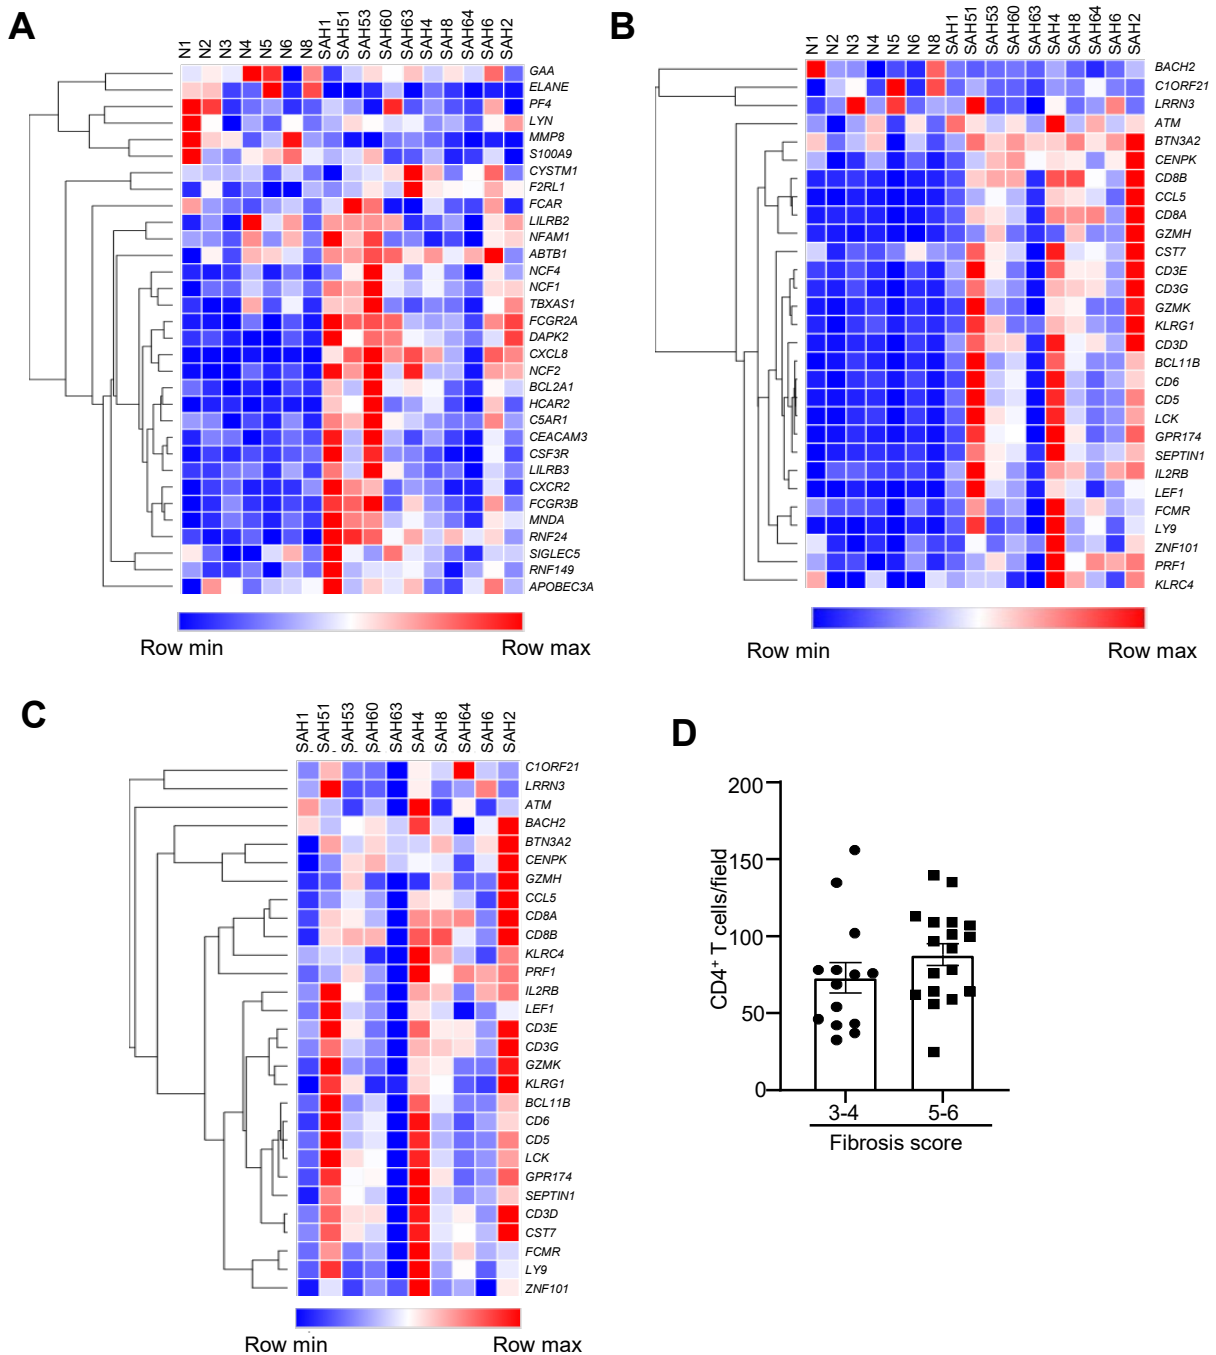 A
N1 N2 N3 N4 N5 N6 N8 SAH1 SAH51 SAH53 SAH60 SAH63 SAH4 SAH8 SAH64 SAH6 SAH2
GAA
ELANE
PF4
LYN
MMP8
S100A9
CYSTM1
F2RL1
FCAR
LILRB2
NFAM1
ABTB1
NCF4
NCF1
TBXAS1
FCGR2A
DAPK2
CXCL8
NCF2
BCL2A1
HCAR2
C5AR1
CEACAM3
CSF3R
LILRB3
CXCR2
FCGR3B
MNDA
RNF24
SIGLEC5
RNF149
APOBEC3A
Row min
Row max
B
N1 N2 N3 N4 N5 N6 N8 SAH1 SAH51 SAH53 SAH60 SAH63 SAH4 SAH8 SAH64 SAH6 SAH2
BACH2
C1ORF21
LRRN3
ATM
BTN3A2
CENPK
CD8B
CCL5
CD8A
GZMH
CST7
CD3E
CD3G
GZMK
KLRG1
CD3D
BCL11B
CD6
CD5
LCK
GPR174
SEPTIN1
IL2RB
LEF1
FCMR
LY9
ZNF101
PRF1
KLRC4
Row min
Row max
C
SAH1 SAH51 SAH53 SAH60 SAH63 SAH4 SAH8 SAH64 SAH6 SAH2
C1ORF21
LRRN3
ATM
BACH2
BTN3A2
CENPK
GZMH
CCL5
CD8A
CD8B
KLRC4
PRF1
IL2RB
LEF1
CD3E
CD3G
GZMK
KLRG1
BCL11B
CD6
CD5
LCK
GPR174
SEPTIN1
CD3D
CST7
FCMR
LY9
ZNF101
Row min
Row max
D
CD4⁺ T cells/field
200
150
100
50
0
3-4
5-6
Fibrosis score